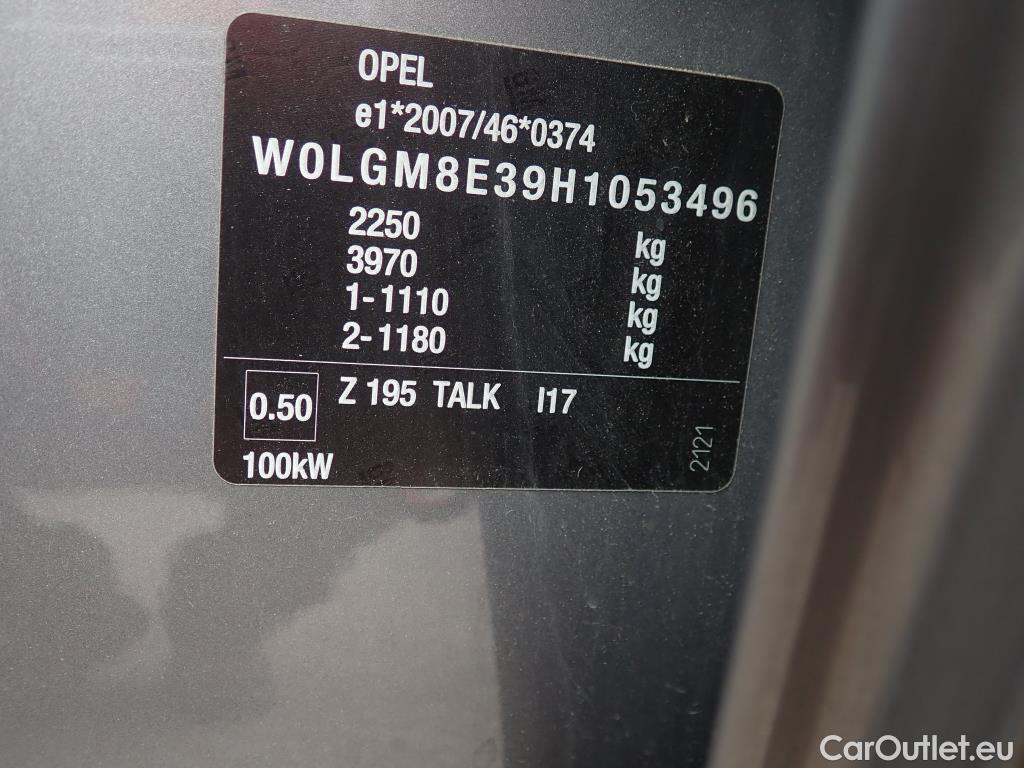 OPEL
e1*2007/46*0374
W0LGM8E39H1053496
2250 kg
3970 kg
1-1110 kg
2-1180 kg
0.50 Z 195 TALK I17
100kW
2121
CarOutlet.eu